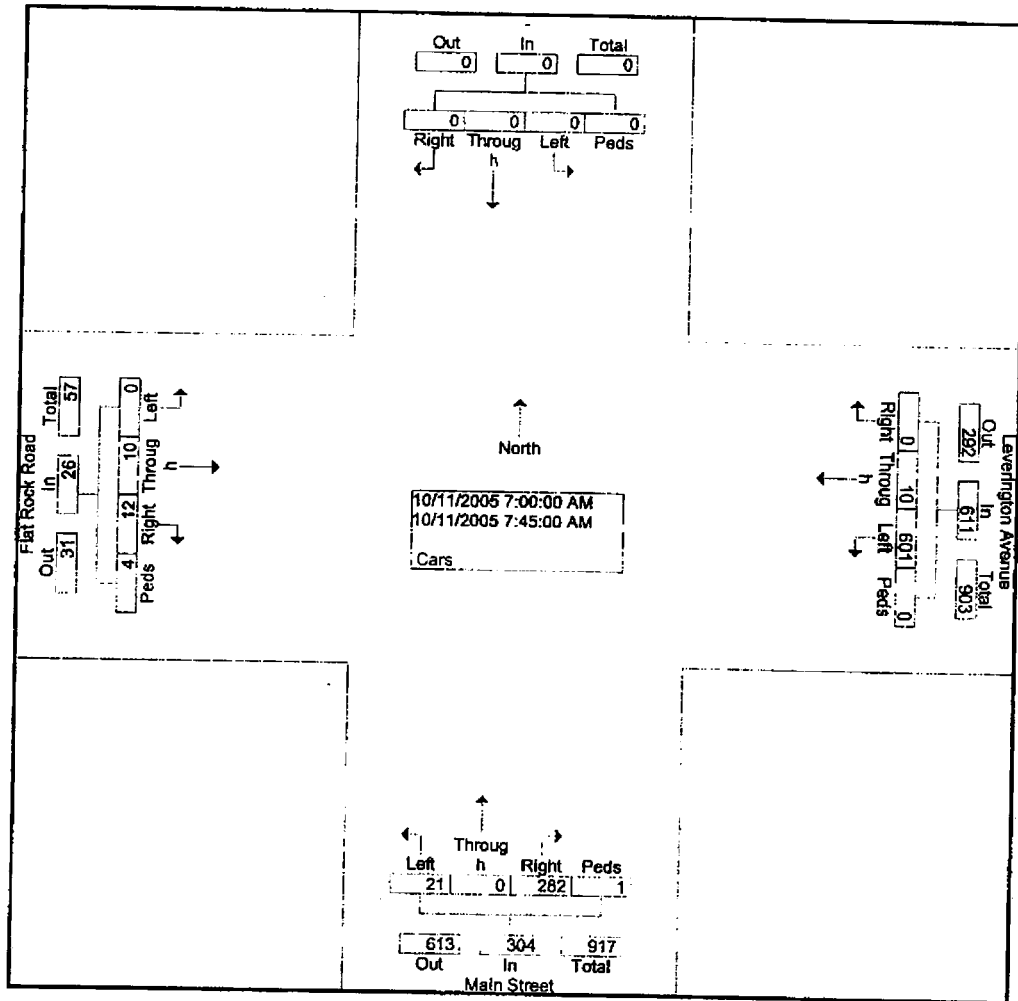 Out In Total
0 0 0
0 0 0 0
Right Throug Left Peds
h
Flat Rock Road
Out In Total
31 26 57
4 12 10 0
Peds Right Throug Left
h
North
10/11/2005 7:00:00 AM
10/11/2005 7:45:00 AM
Cars
Leverington Avenue
Out In Total
292 611 903
0 10 601 0
Right Throug Left Peds
h
Throug
Left h Right Peds
21 0 282 1
613 304 917
Out In Total
Main Street